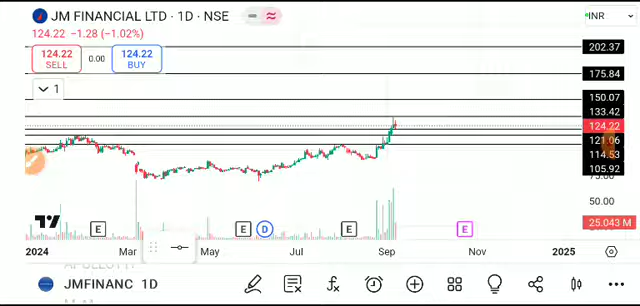 JM FINANCIAL LTD · 1D · NSE
INR
124.22 −1.28 (−1.02%)
202.37
124.22
SELL
0.00
124.22
BUY
175.84
1
150.07
133.42
124.22
121.06
114.53
105.92
75.00
50.00
25.043 M
E
E
D
E
E
2024
Mar
May
Jul
Sep
Nov
2025
JMFINANC 1D